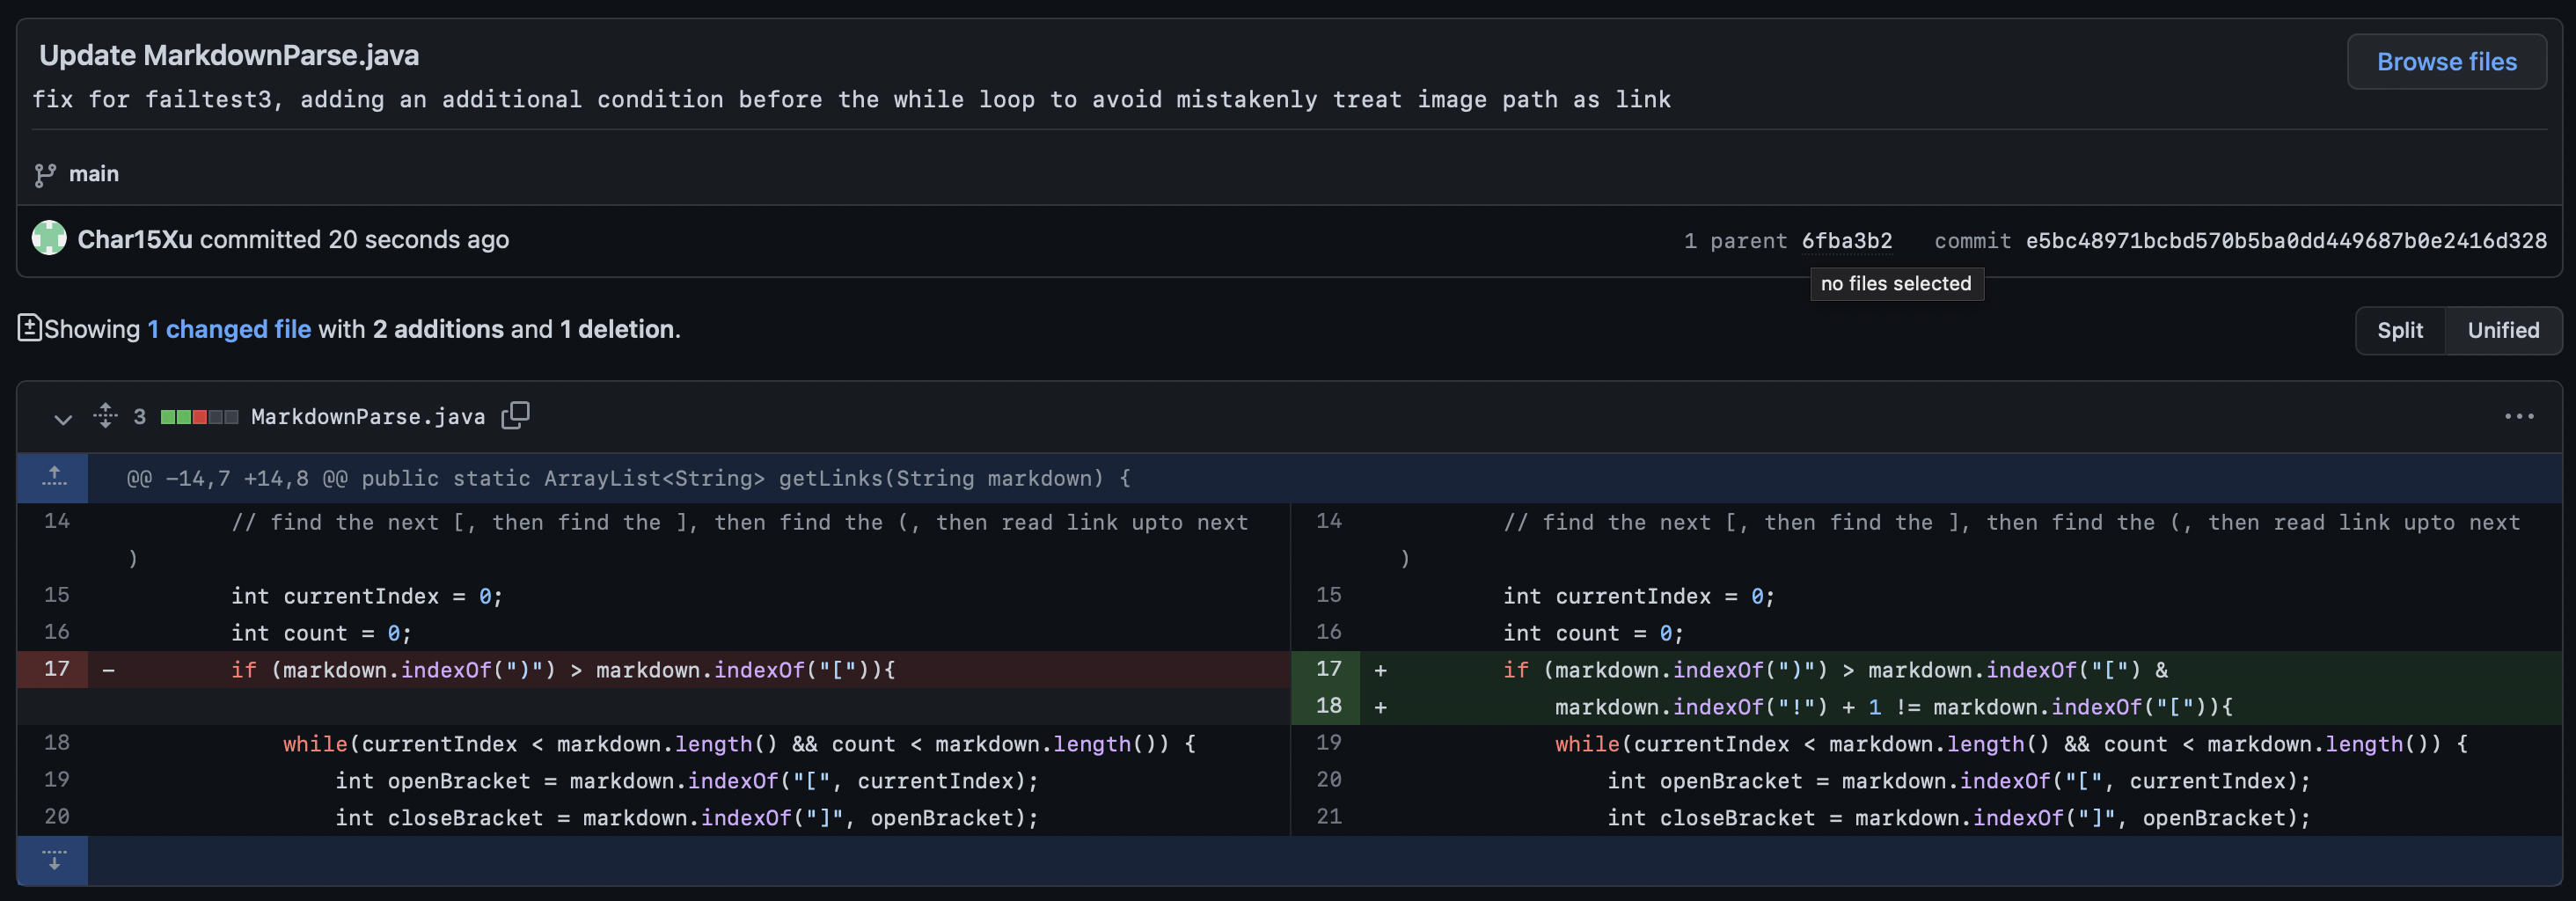 Update MarkdownParse.java
Browse files
fix for failtest3, adding an additional condition before the while loop to avoid mistakenly treat image path as link
main
Char15Xu committed 20 seconds ago
1 parent 6fba3b2 commit e5bc48971bcbd570b5ba0dd449687b0e2416d328
no files selected
Showing 1 changed file with 2 additions and 1 deletion.
Split Unified
3 MarkdownParse.java
@@ -14,7 +14,8 @@ public static ArrayList<String> getLinks(String markdown) {
14 // find the next [, then find the ], then find the (, then read link upto next
)
15 int currentIndex = 0;
16 int count = 0;
17 - if (markdown.indexOf(")") > markdown.indexOf("[")){
18 while(currentIndex < markdown.length() && count < markdown.length()) {
19 int openBracket = markdown.indexOf("[", currentIndex);
20 int closeBracket = markdown.indexOf("]", openBracket);
14 // find the next [, then find the ], then find the (, then read link upto next
)
15 int currentIndex = 0;
16 int count = 0;
17 + if (markdown.indexOf(")") > markdown.indexOf("[") &
18 + markdown.indexOf("!") + 1 != markdown.indexOf("[")){
19 while(currentIndex < markdown.length() && count < markdown.length()) {
20 int openBracket = markdown.indexOf("[", currentIndex);
21 int closeBracket = markdown.indexOf("]", openBracket);